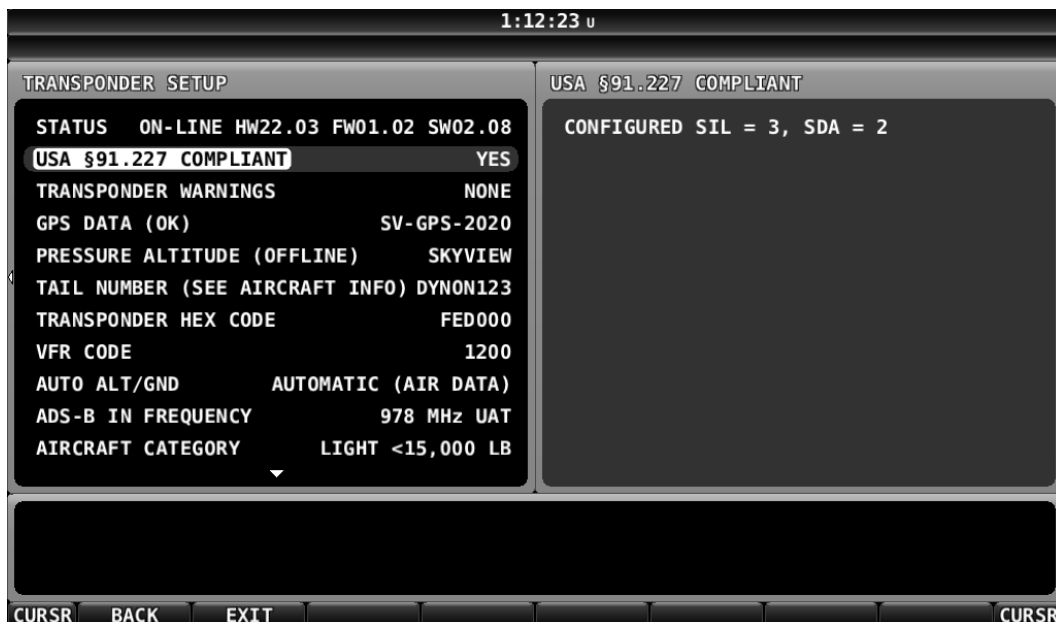 1:12:23 U
TRANSPONDER SETUP
STATUS ON-LINE HW22.03 FW01.02 SW02.08
USA §91.227 COMPLIANT YES
TRANSPONDER WARNINGS NONE
GPS DATA (OK) SV-GPS-2020
PRESSURE ALTITUDE (OFFLINE) SKYVIEW
TAIL NUMBER (SEE AIRCRAFT INFO) DYNON123
TRANSPONDER HEX CODE FED000
VFR CODE 1200
AUTO ALT/GND AUTOMATIC (AIR DATA)
ADS-B IN FREQUENCY 978 MHz UAT
AIRCRAFT CATEGORY LIGHT <15,000 LB
USA §91.227 COMPLIANT
CONFIGURED SIL = 3, SDA = 2
CURSR BACK EXIT CURSR